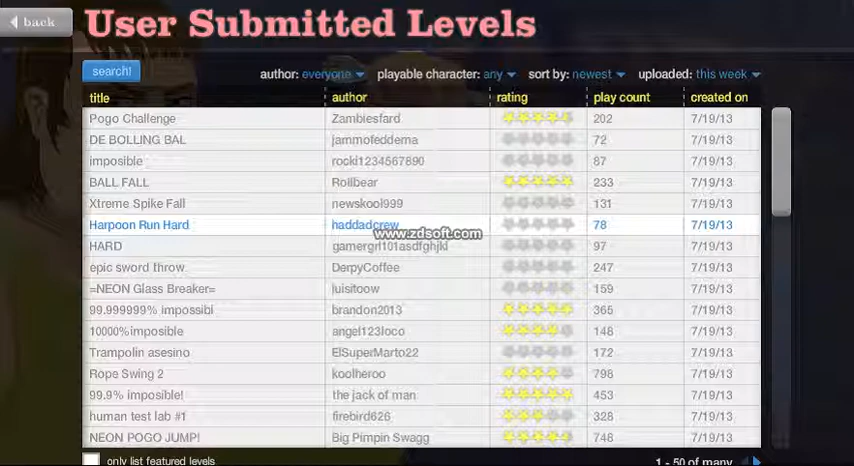 back
User Submitted Levels
search!
author: everyone playable character: any sort by: newest uploaded: this week
title author rating play count created on
Pogo Challenge Zambiesfard 202 7/19/13
DE BOLLING BAL jammofeddema 72 7/19/13
imposible rocki1234567890 87 7/19/13
BALL FALL Rollbear 233 7/19/13
Xtreme Spike Fall newskool999 131 7/19/13
Harpoon Run Hard haddadcrew 78 7/19/13
www.zdsoft.com
HARD gamergrl101asdfghjkl 97 7/19/13
epic sword throw DerpyCoffee 247 7/19/13
=NEON Glass Breaker= luisitoow 159 7/19/13
99.999999% impossibl brandon2013 365 7/19/13
10000%imposible angel123loco 148 7/19/13
Trampolin asesino ElSuperMarto22 172 7/19/13
Rope Swing 2 koolheroo 796 7/19/13
99.9% imposible! the jack of man 453 7/19/13
human test lab #1 firebird626 328 7/19/13
NEON POGO JUMP! Big Pimpin Swagg 748 7/19/13
only list featured levels 1 - 50 of many